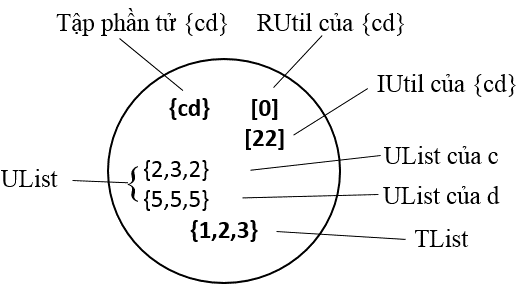 Tập phần tử {cd}
RUtil của {cd}
IUtil của {cd}
{cd}
[0]
[22]
UList
{2,3,2}
UList của c
{5,5,5}
UList của d
{1,2,3}
TList